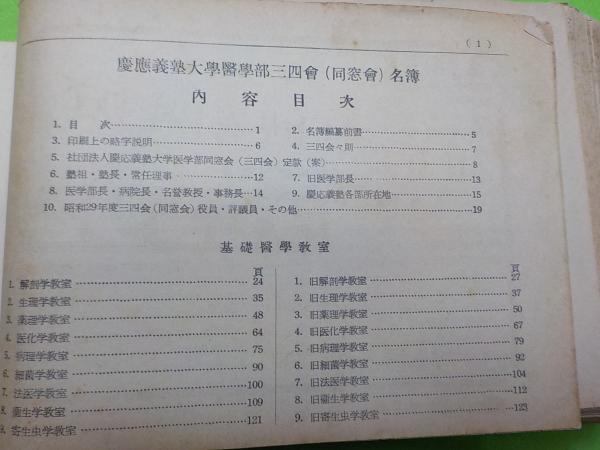 (1)
慶應義塾大學醫學部三四會（同窓會）名簿
內容目次
1. 目次…1 2. 名簿編纂前書…5
3. 印刷上の略字説明…6 4. 三四会々則…7
5. 社団法人慶応義塾大学医学部同窓会（三四会）定款（案）…8
6. 塾祖・塾長・常任理事…12 7. 旧医学部長…13
8. 医学部長・病院長・名誉教授・事務長…14 9. 慶応義塾各部所在地…15
10. 昭和29年度三四会（同窓会）役員・評議員・その他…19
基礎醫學教室
頁 頁
1. 解剖学教室…24 1. 旧解剖学教室…27
2. 生理学教室…35 2. 旧生理学教室…37
3. 薬理学教室…48 3. 旧薬理学教室…50
4. 医化学教室…64 4. 旧医化学教室…67
5. 病理学教室…75 5. 旧病理学教室…79
6. 細菌学教室…90 6. 旧細菌学教室…92
7. 法医学教室…100 7. 旧法医学教室…104
8. 衞生学教室…109 8. 旧衞生学教室…112
9. 寄生虫学教室…121 9. 旧寄生虫学教室…123